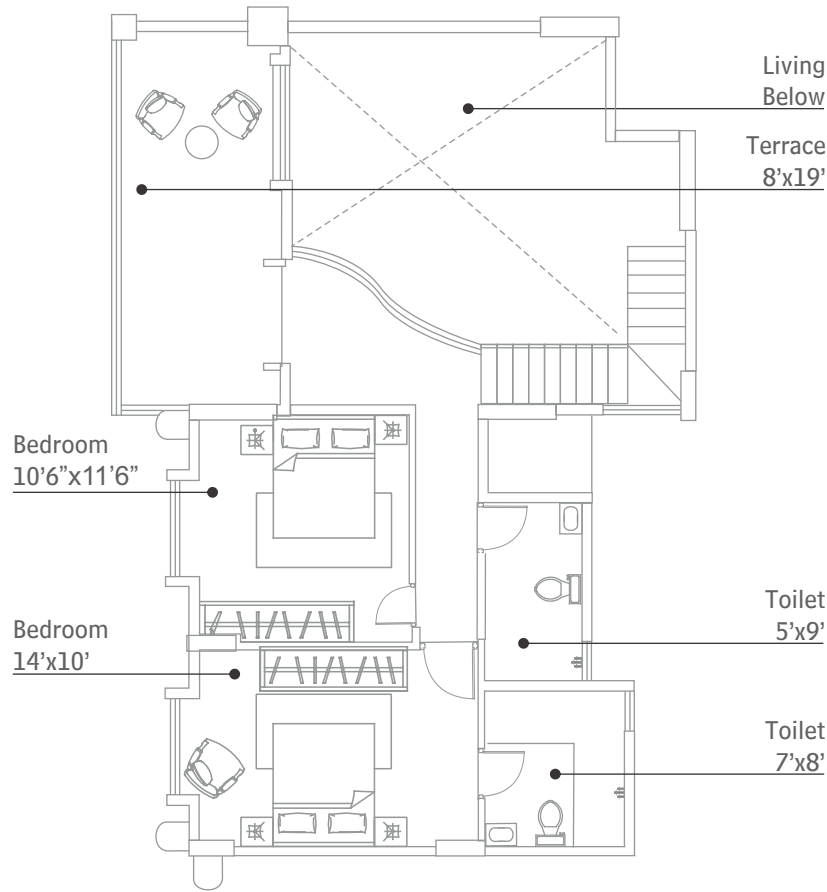 Living
Below
Terrace
8’x19’
Bedroom
10’6”x11’6”
Bedroom
14’x10’
Toilet
5’x9’
Toilet
7’x8’